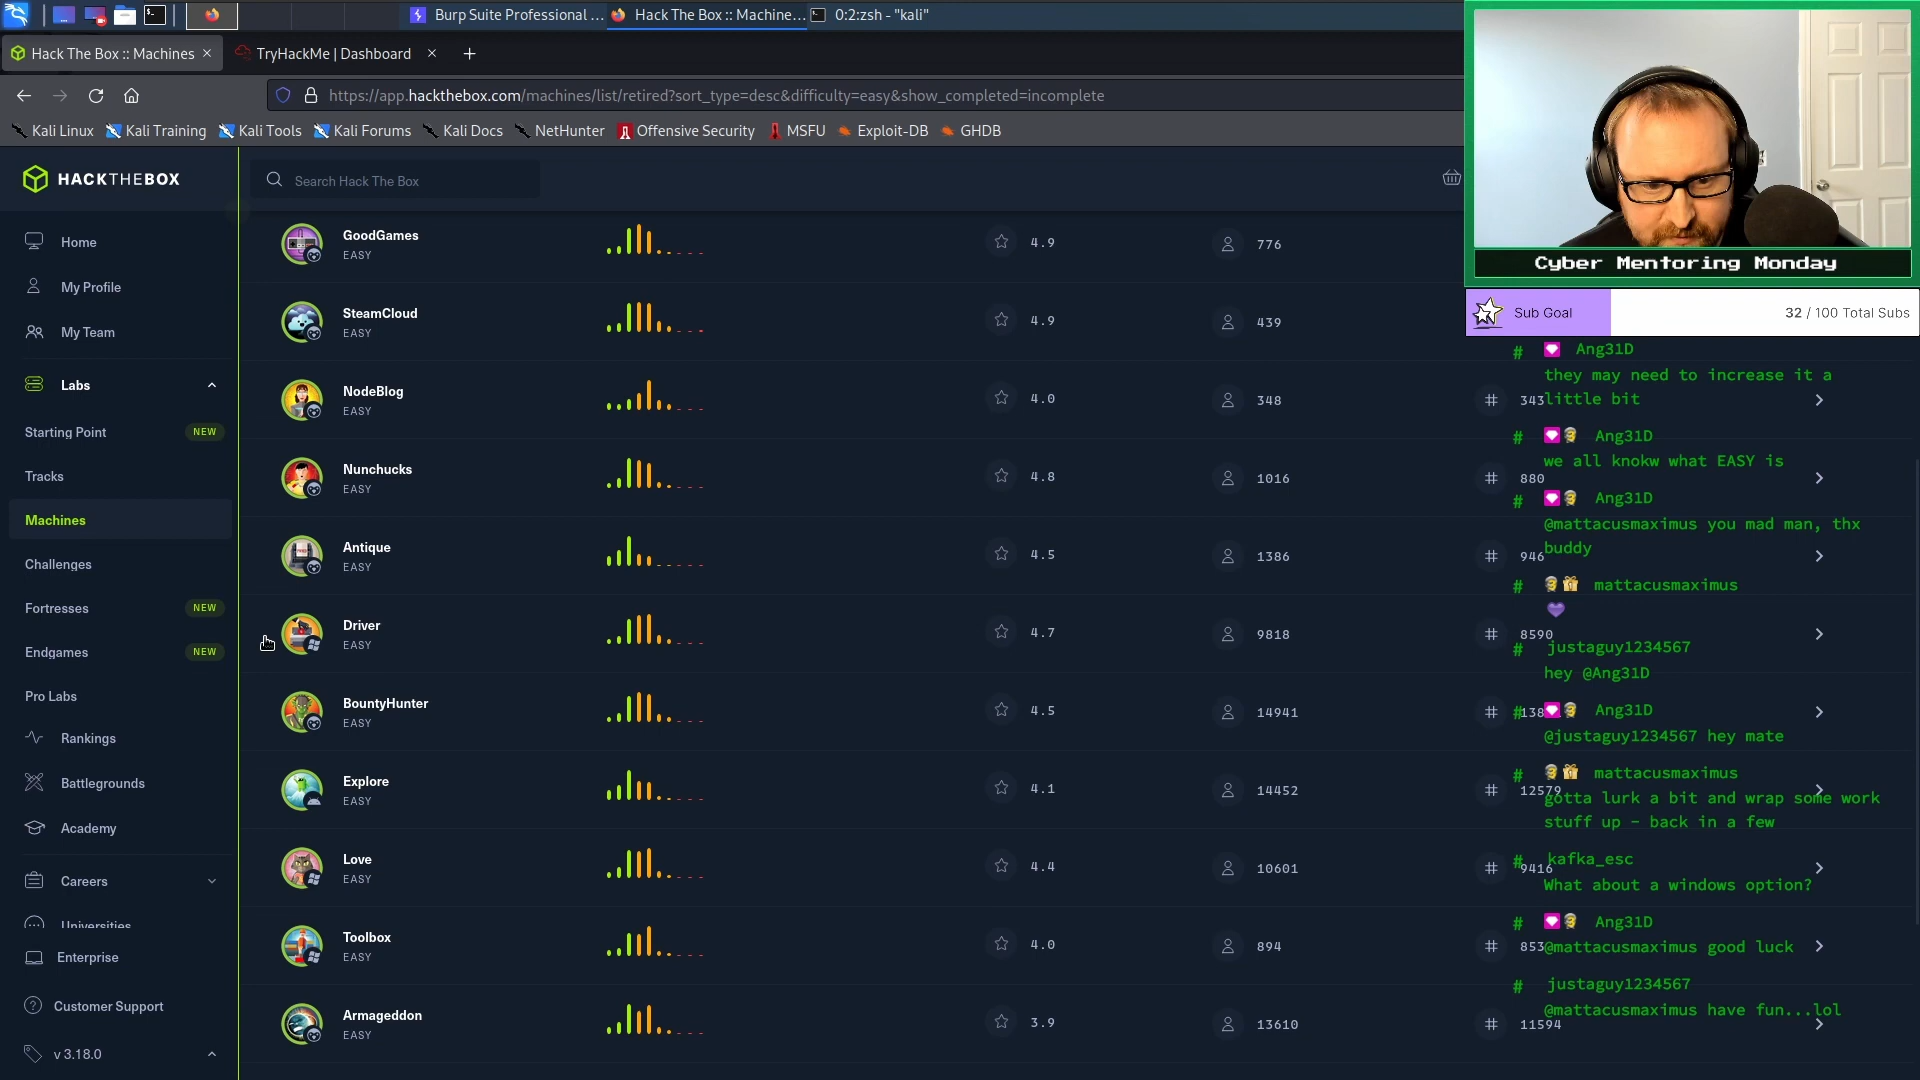 Burp Suite Professional ...
Hack The Box :: Machine...
0:2:zsh - "kali"
Hack The Box :: Machines
TryHackMe | Dashboard
https://app.hackthebox.com/machines/list/retired?sort_type=desc&difficulty=easy&show_completed=incomplete
Kali Linux
Kali Training
Kali Tools
Kali Forums
Kali Docs
NetHunter
Offensive Security
MSFU
Exploit-DB
GHDB
HACKTHEBOX
Search Hack The Box
Home
My Profile
My Team
Labs
Starting Point NEW
Tracks
Machines
Challenges
Fortresses NEW
Endgames NEW
Pro Labs
Rankings
Battlegrounds
Academy
Careers
Universities
Enterprise
Customer Support
v 3.18.0
GoodGames
EASY
4.9
776
SteamCloud
EASY
4.9
439
NodeBlog
EASY
4.0
348
# 343
Nunchucks
EASY
4.8
1016
# 880
Antique
EASY
4.5
1386
# 946
Driver
EASY
4.7
9818
# 8590
BountyHunter
EASY
4.5
14941
# 138
Explore
EASY
4.1
14452
# 12579
Love
EASY
4.4
10601
# 9416
Toolbox
EASY
4.0
894
# 853
Armageddon
EASY
3.9
13610
# 11594
Cyber Mentoring Monday
Sub Goal
32 / 100 Total Subs
# Ang31D
they may need to increase it a
little bit
# Ang31D
we all knokw what EASY is
# Ang31D
@mattacusmaximus you mad man, thx
buddy
# mattacusmaximus
💜
# justaguy1234567
hey @Ang31D
# Ang31D
@justaguy1234567 hey mate
# mattacusmaximus
gotta lurk a bit and wrap some work
stuff up - back in a few
# kafka_esc
What about a windows option?
# Ang31D
@mattacusmaximus good luck
# justaguy1234567
@mattacusmaximus have fun...lol